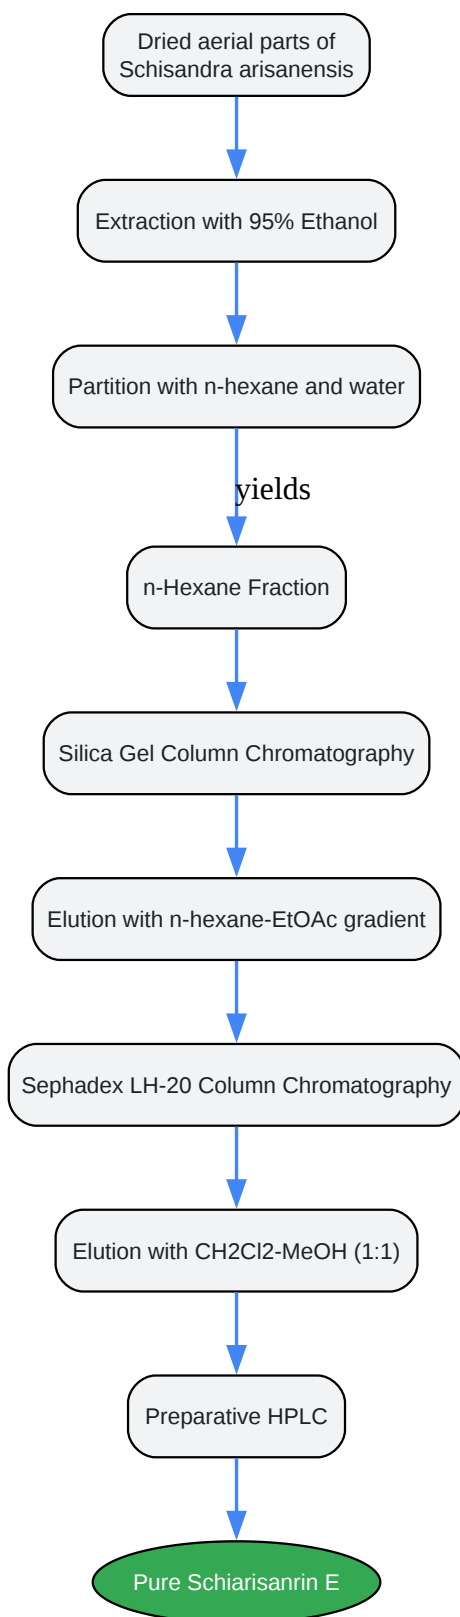 Dried aerial parts of
Schisandra arisanensis
Extraction with 95% Ethanol
Partition with n-hexane and water
yields
n-Hexane Fraction
Silica Gel Column Chromatography
Elution with n-hexane-EtOAc gradient
Sephadex LH-20 Column Chromatography
Elution with CH2Cl2-MeOH (1:1)
Preparative HPLC
Pure Schiarisanrin E